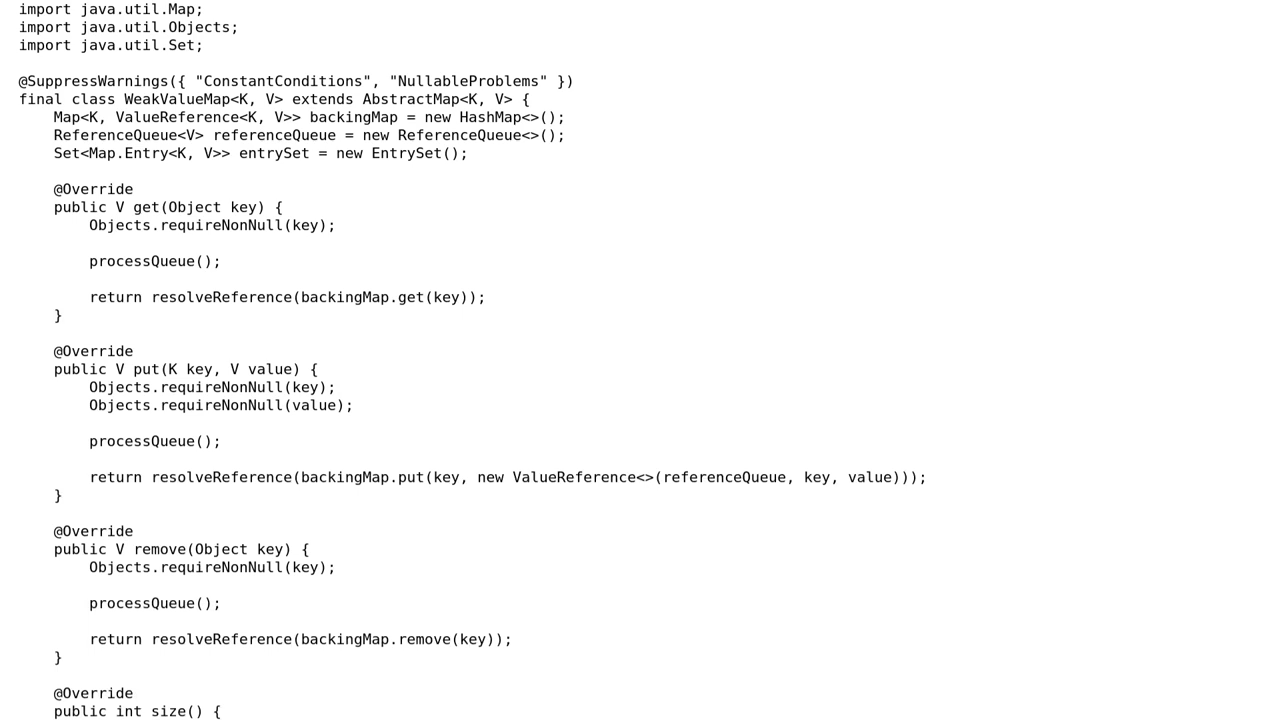 import java.util.Map;
import java.util.Objects;
import java.util.Set;

@SuppressWarnings({ "ConstantConditions", "NullableProblems" })
final class WeakValueMap<K, V> extends AbstractMap<K, V> {
    Map<K, ValueReference<K, V>> backingMap = new HashMap<>();
    ReferenceQueue<V> referenceQueue = new ReferenceQueue<>();
    Set<Map.Entry<K, V>> entrySet = new EntrySet();

    @Override
    public V get(Object key) {
        Objects.requireNonNull(key);

        processQueue();

        return resolveReference(backingMap.get(key));
    }

    @Override
    public V put(K key, V value) {
        Objects.requireNonNull(key);
        Objects.requireNonNull(value);

        processQueue();

        return resolveReference(backingMap.put(key, new ValueReference<>(referenceQueue, key, value)));
    }

    @Override
    public V remove(Object key) {
        Objects.requireNonNull(key);

        processQueue();

        return resolveReference(backingMap.remove(key));
    }

    @Override
    public int size() {